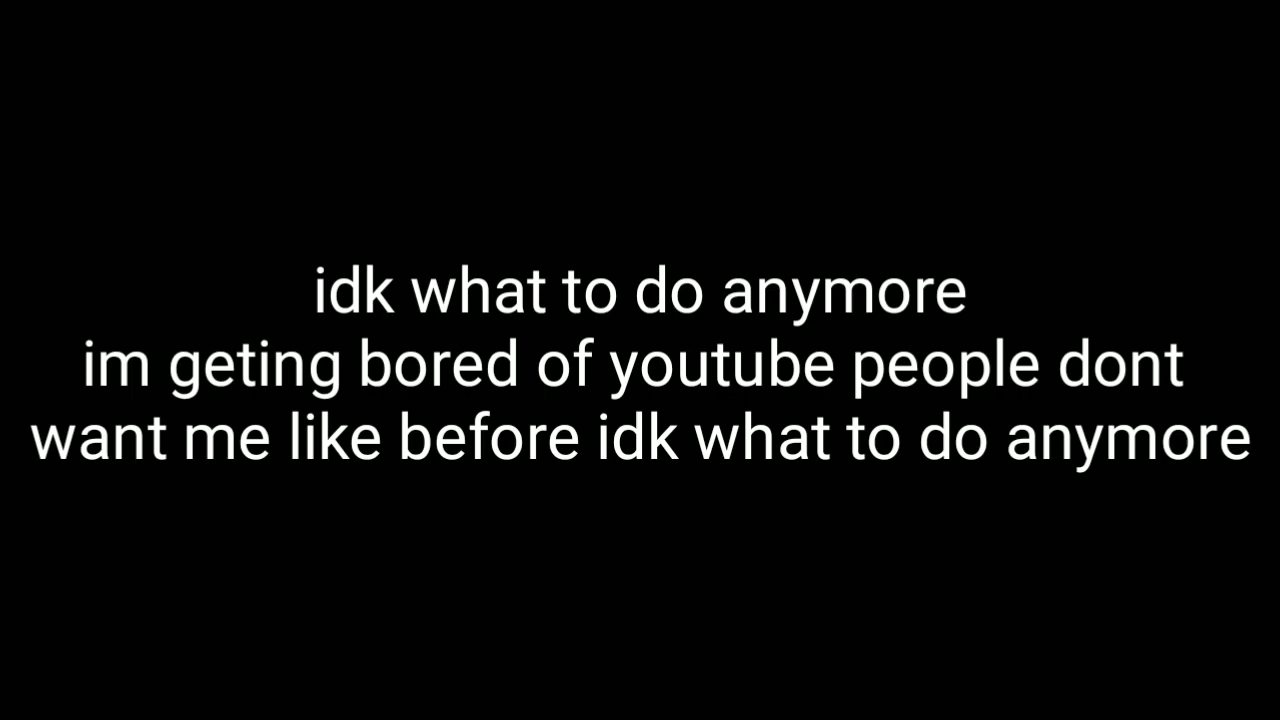 idk what to do anymore
im geting bored of youtube people dont
want me like before idk what to do anymore